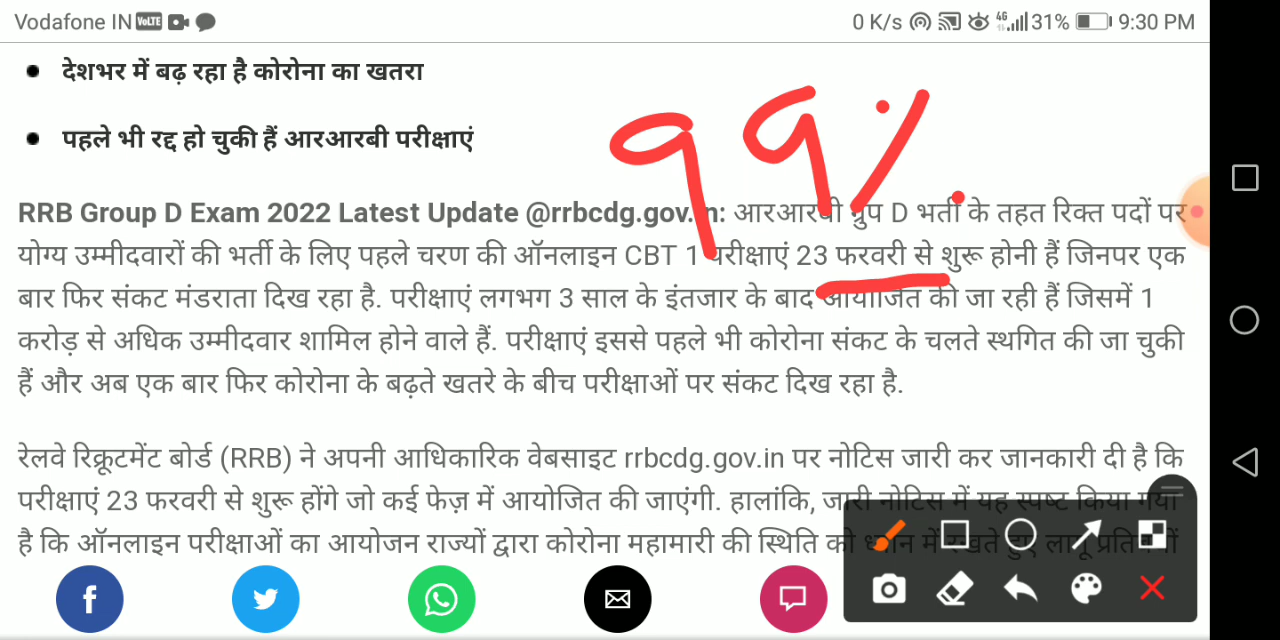 Vodafone IN VoLTE 0 K/s 4G 31% 9:30 PM
देशभर में बढ़ रहा है कोरोना का खतरा
पहले भी रद्द हो चुकी हैं आरआरबी परीक्षाएं
99%
RRB Group D Exam 2022 Latest Update @rrbcdg.gov.in: आरआरबी ग्रुप D भर्ती के तहत रिक्त पदों पर
योग्य उम्मीदवारों की भर्ती के लिए पहले चरण की ऑनलाइन CBT 1 परीक्षाएं 23 फरवरी से शुरू होनी हैं जिनपर एक
बार फिर संकट मंडराता दिख रहा है. परीक्षाएं लगभग 3 साल के इंतजार के बाद आयोजित की जा रही हैं जिसमें 1
करोड़ से अधिक उम्मीदवार शामिल होने वाले हैं. परीक्षाएं इससे पहले भी कोरोना संकट के चलते स्थगित की जा चुकी
हैं और अब एक बार फिर कोरोना के बढ़ते खतरे के बीच परीक्षाओं पर संकट दिख रहा है.
रेलवे रिक्रूटमेंट बोर्ड (RRB) ने अपनी आधिकारिक वेबसाइट rrbcdg.gov.in पर नोटिस जारी कर जानकारी दी है कि
परीक्षाएं 23 फरवरी से शुरू होंगे जो कई फेज़ में आयोजित की जाएंगी. हालांकि, जारी नोटिस में यह स्पष्ट किया गया
है कि ऑनलाइन परीक्षाओं का आयोजन राज्यों द्वारा कोरोना महामारी की स्थिति को ध्यान में रखते हुए लागू